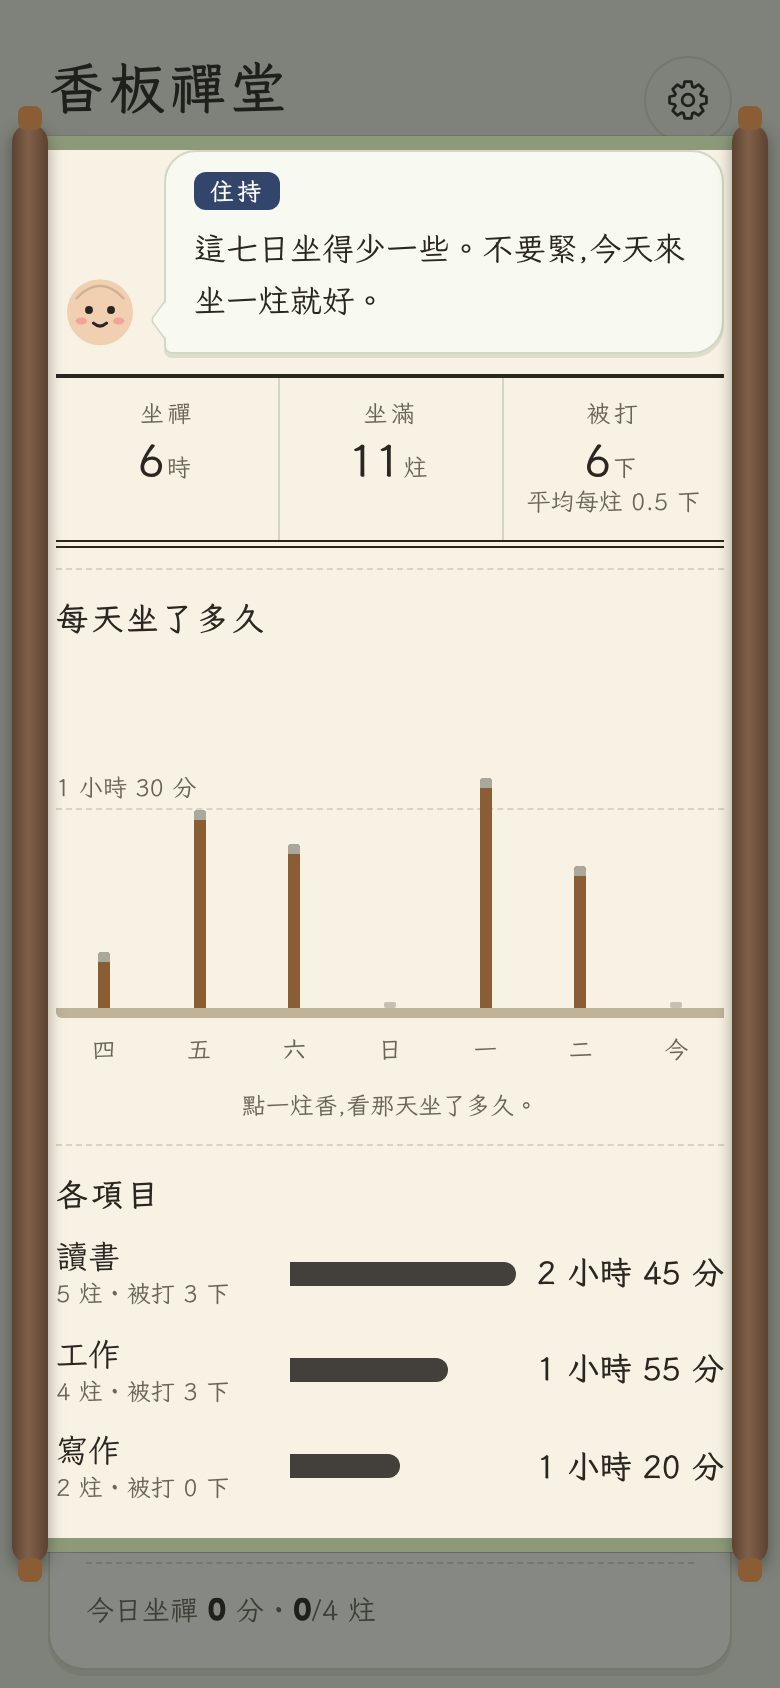 香板禪堂
住持
這七日坐得少一些。不要緊,今天來
坐一炷就好。
坐禪
6時
坐滿
11炷
被打
6下
平均每炷 0.5 下
每天坐了多久
1 小時 30 分
四 五 六 日 一 二 今
點一炷香,看那天坐了多久。
各項目
讀書
5 炷・被打 3 下
2 小時 45 分
工作
4 炷・被打 3 下
1 小時 55 分
寫作
2 炷・被打 0 下
1 小時 20 分
今日坐禪 0 分・0/4 炷